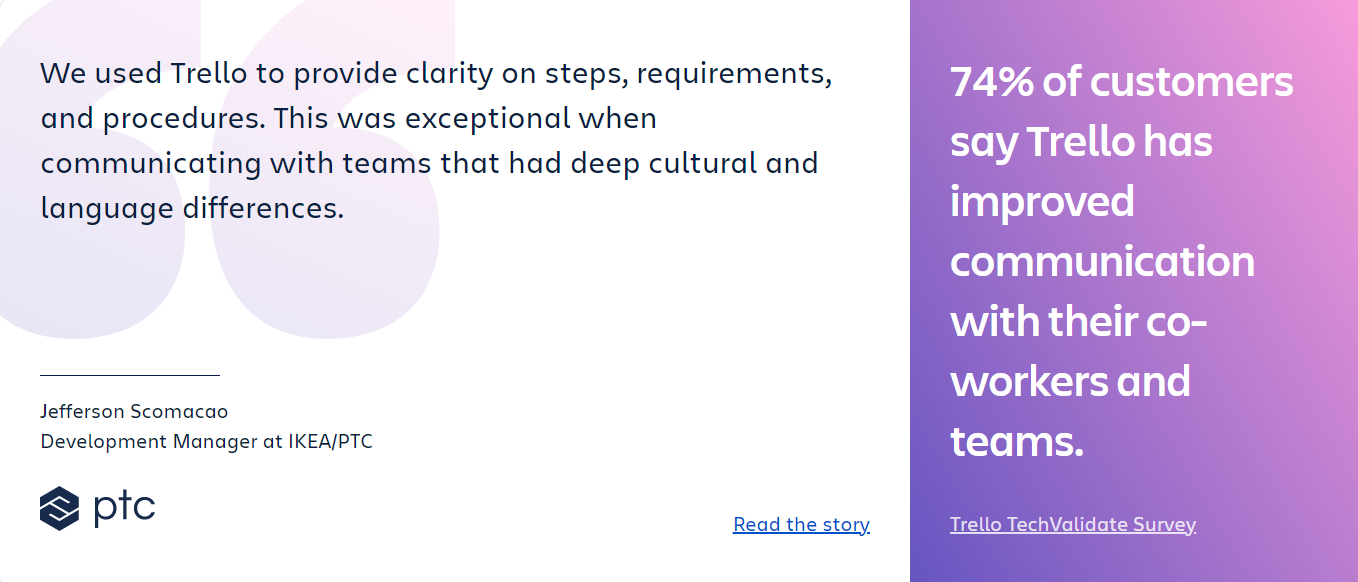 We used Trello to provide clarity on steps, requirements,
and procedures. This was exceptional when
communicating with teams that had deep cultural and
language differences.
Jefferson Scomacao
Development Manager at IKEA/PTC
ptc
Read the story
74% of customers
say Trello has
improved
communication
with their co-
workers and
teams.
Trello TechValidate Survey